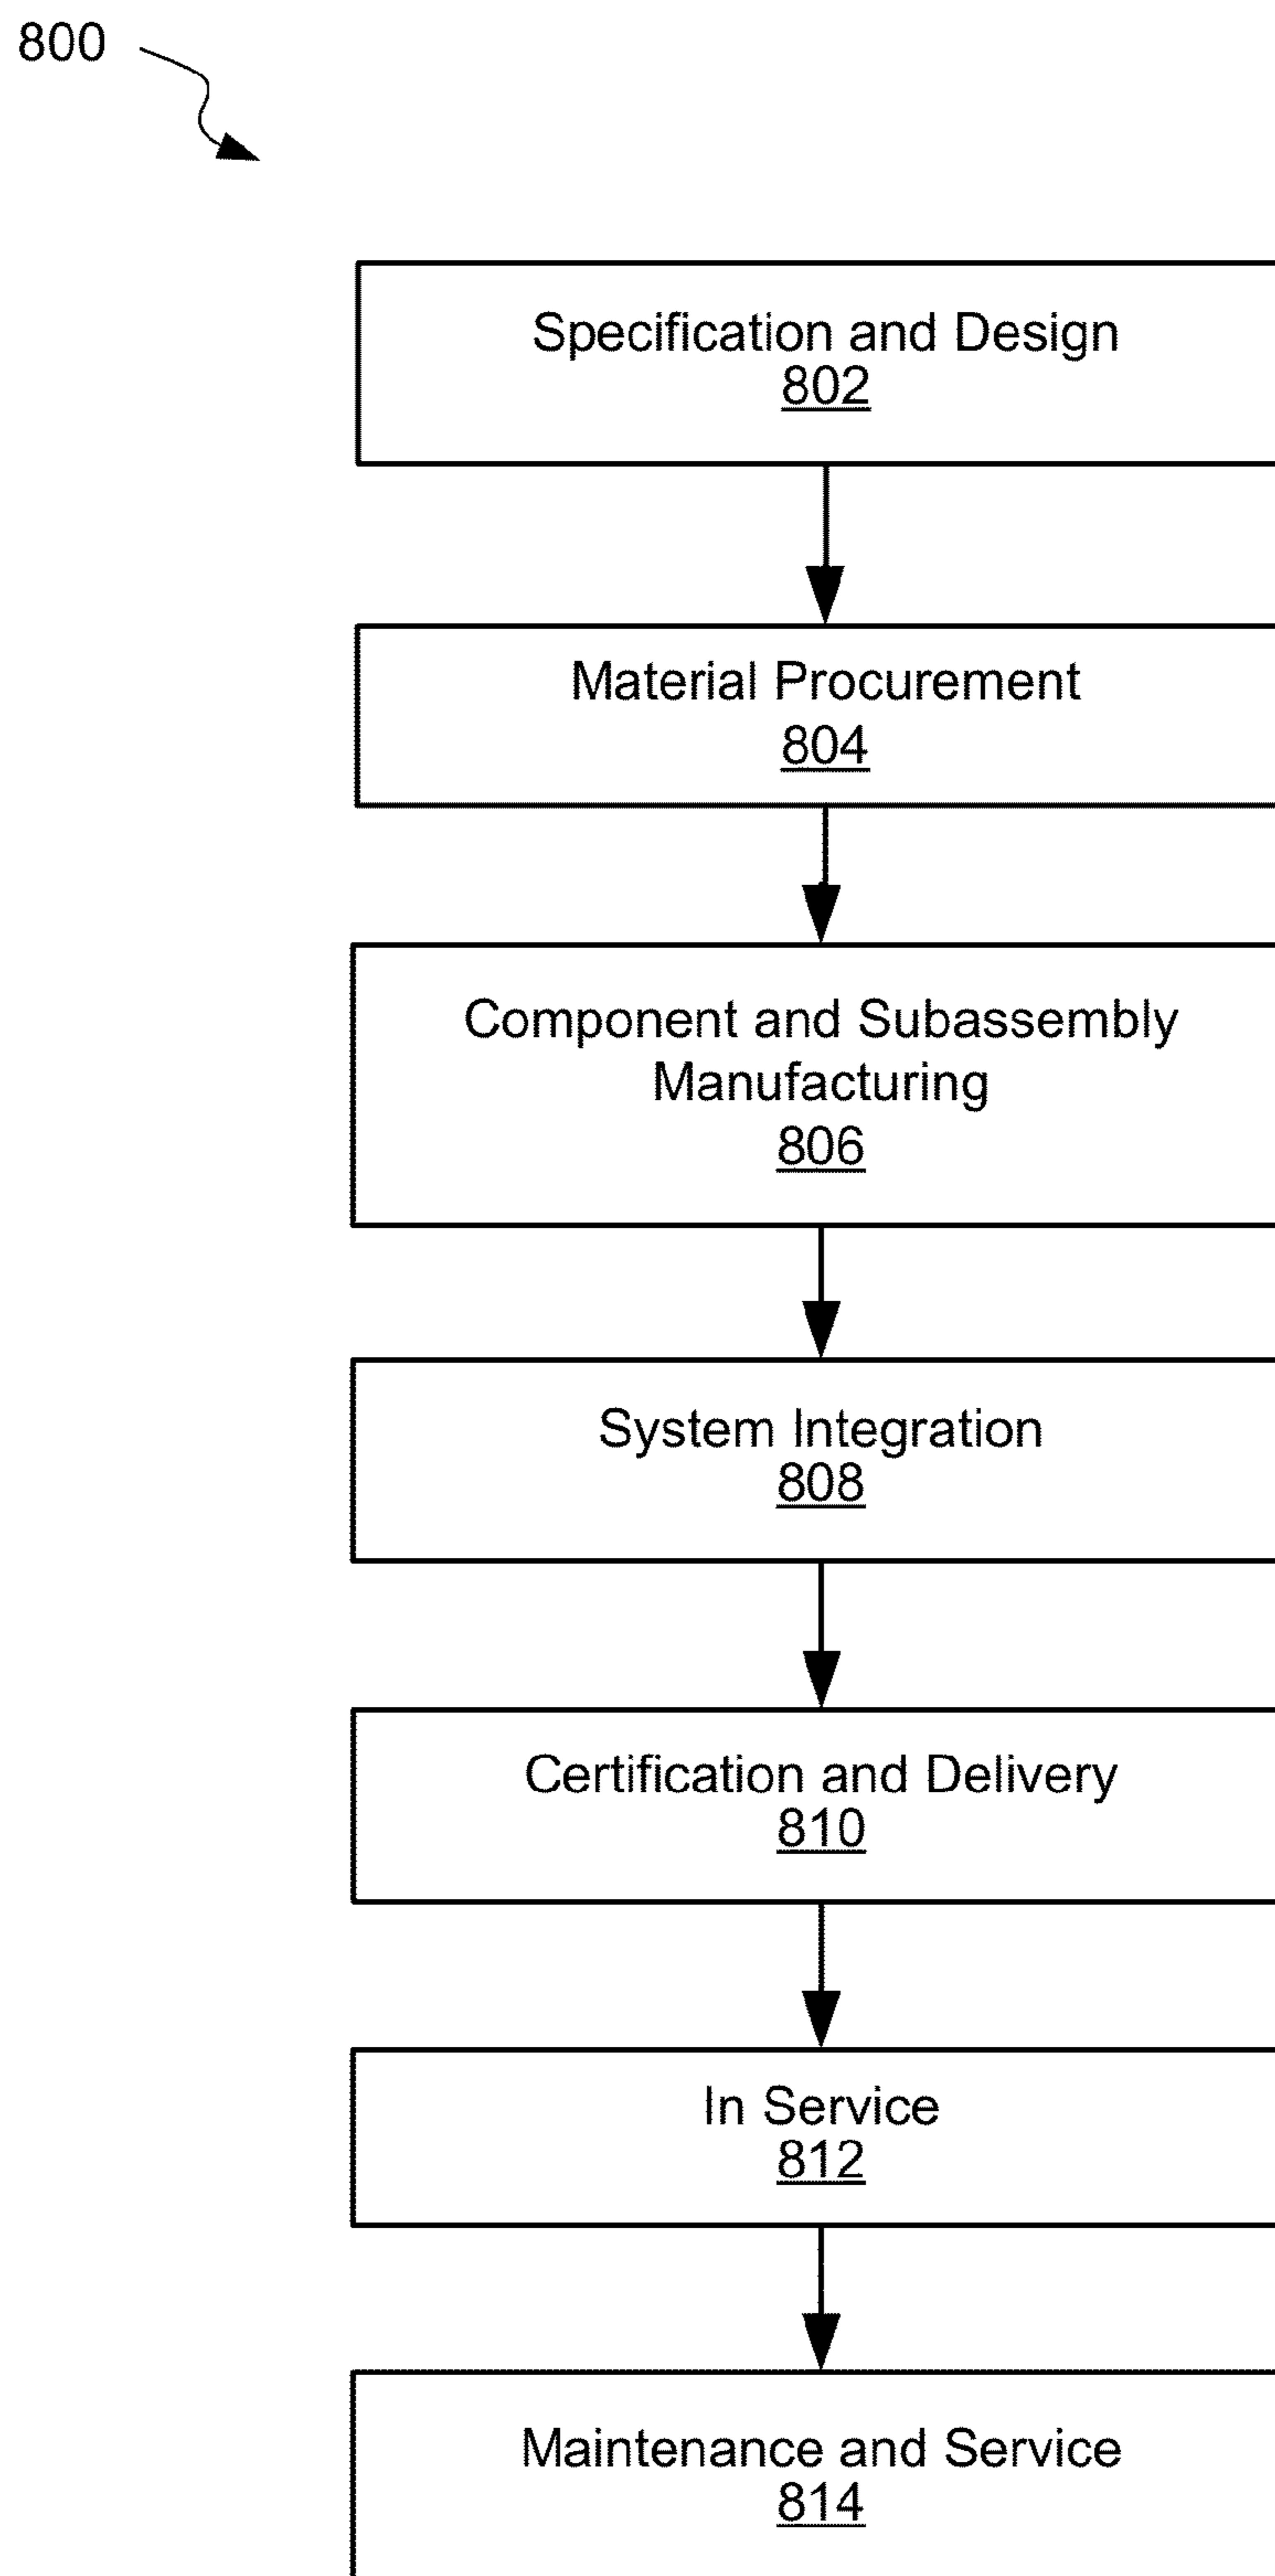 800
Specification and Design
802
Material Procurement
804
Component and Subassembly
Manufacturing
806
System Integration
808
Certification and Delivery
810
In Service
812
Maintenance and Service
814